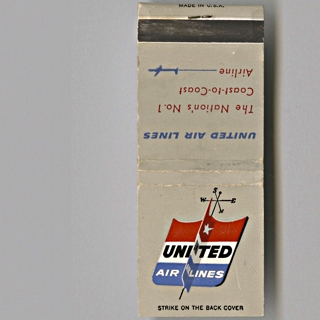 MADE IN U.S.A.
UNITED AIR LINES
The Nation's No. 1
Coast-to-Coast
Airline
S
W E
UNITED
AIR LINES
STRIKE ON THE BACK COVER